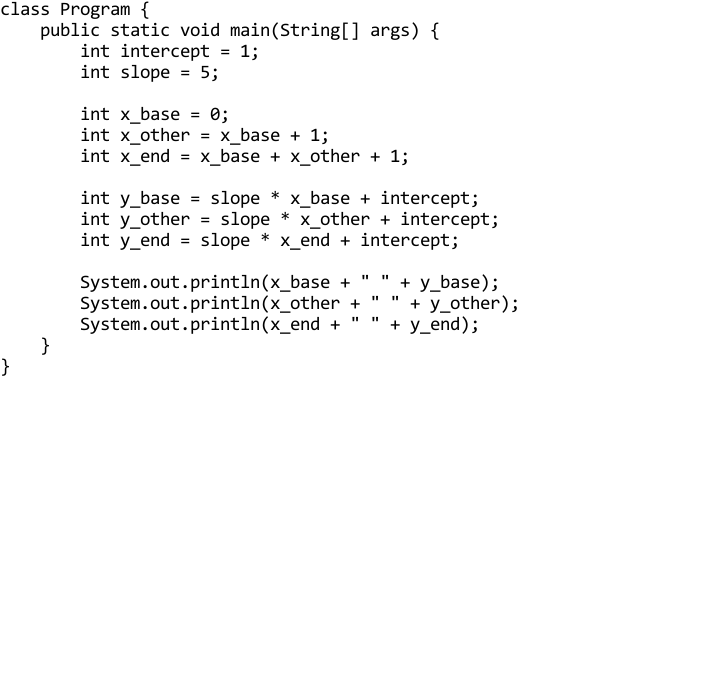 class Program {
    public static void main(String[] args) {
        int intercept = 1;
        int slope = 5;

        int x_base = 0;
        int x_other = x_base + 1;
        int x_end = x_base + x_other + 1;

        int y_base = slope * x_base + intercept;
        int y_other = slope * x_other + intercept;
        int y_end = slope * x_end + intercept;

        System.out.println(x_base + " " + y_base);
        System.out.println(x_other + " " + y_other);
        System.out.println(x_end + " " + y_end);
    }
}